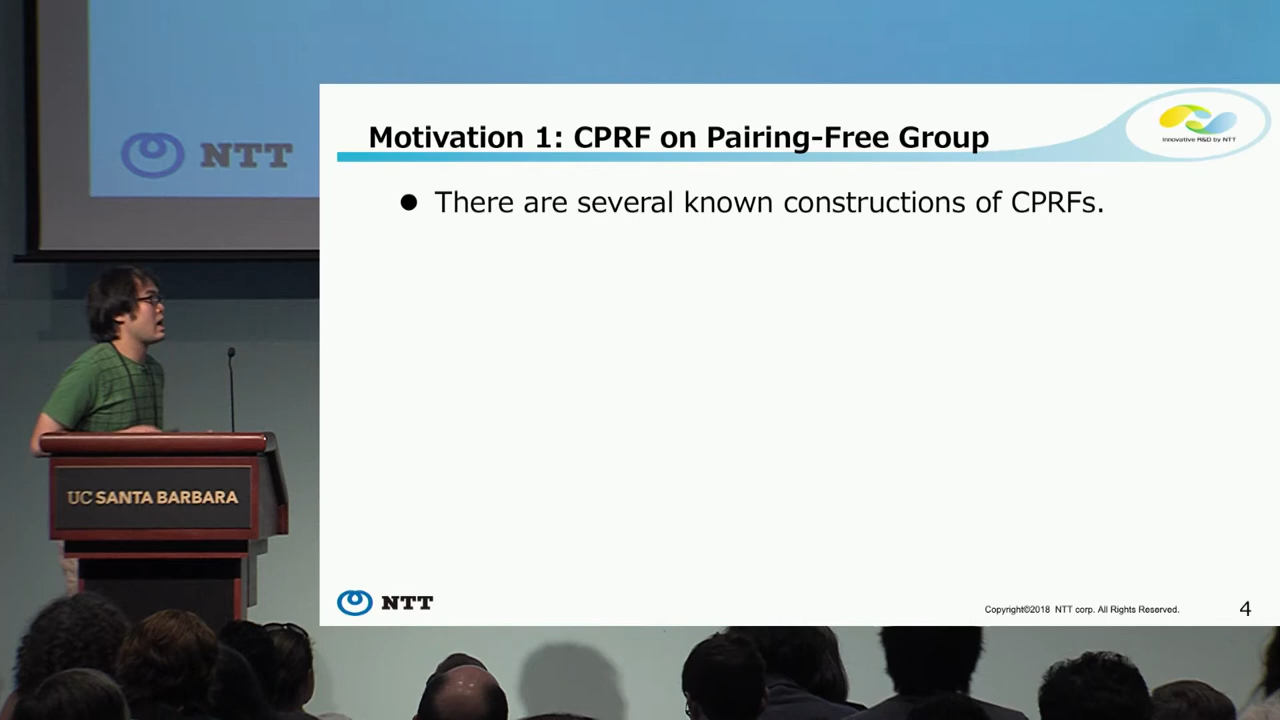 NTT
Motivation 1: CPRF on Pairing-Free Group
Innovative R&D by NTT
● There are several known constructions of CPRFs.
UC SANTA BARBARA
NTT
Copyright©2018 NTT corp. All Rights Reserved.
4